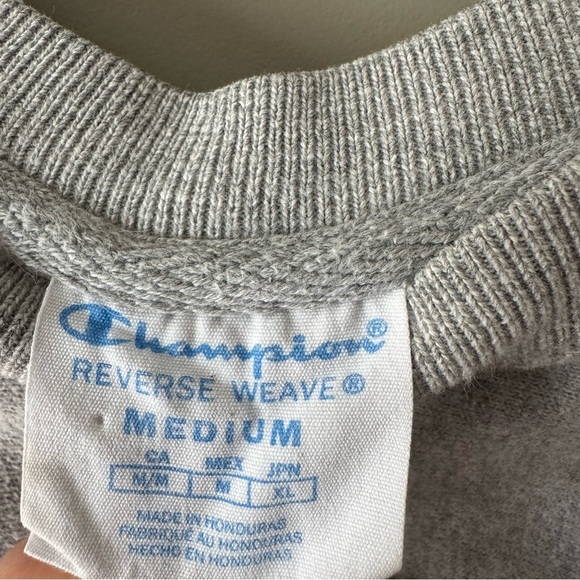 Champion®
REVERSE WEAVE®
MEDIUM
CA MEX JPN
M/M M XL
MADE IN HONDURAS
FABRIQUÉ AU HONDURAS
HECHO EN HONDURAS